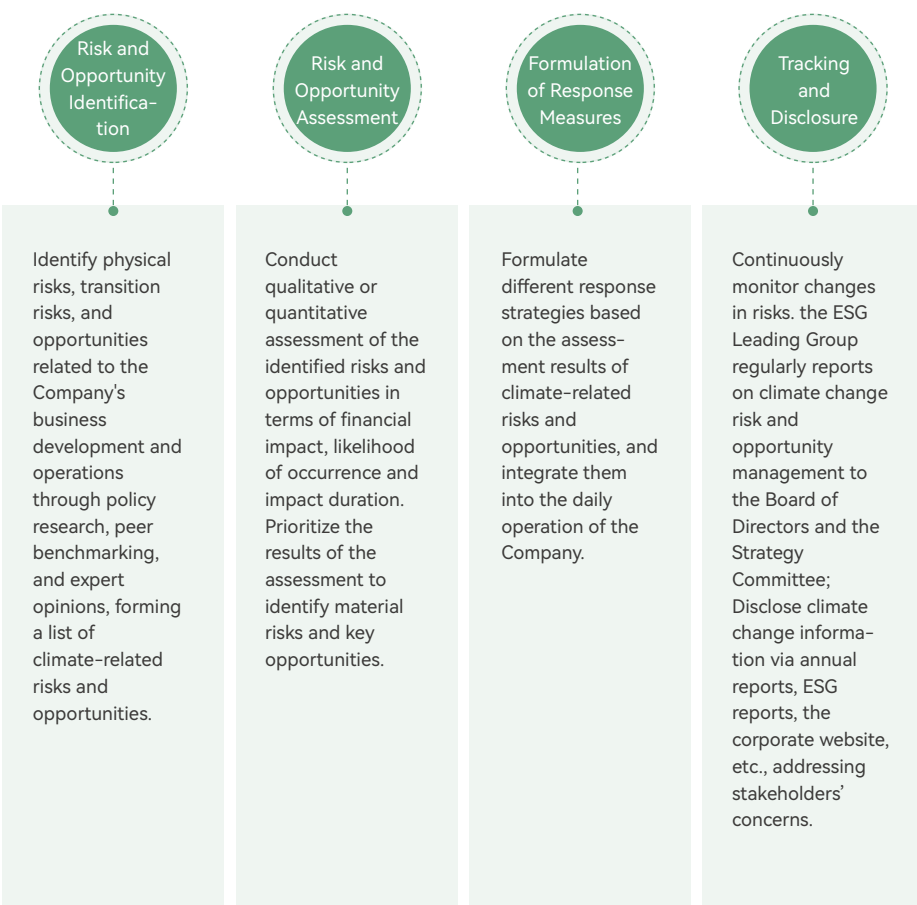 Risk and
Opportunity
Identifica-
tion
Identify physical
risks, transition
risks, and
opportunities
related to the
Company's
business
development and
operations
through policy
research, peer
benchmarking,
and expert
opinions, forming
a list of
climate-related
risks and
opportunities.
Risk and
Opportunity
Assessment
Conduct
qualitative or
quantitative
assessment of the
identified risks and
opportunities in
terms of financial
impact, likelihood
of occurrence and
impact duration.
Prioritize the
results of the
assessment to
identify material
risks and key
opportunities.
Formulation
of Response
Measures
Formulate
different response
strategies based
on the assess-
ment results of
climate-related
risks and
opportunities, and
integrate them
into the daily
operation of the
Company.
Tracking
and
Disclosure
Continuously
monitor changes
in risks. the ESG
Leading Group
regularly reports
on climate change
risk and
opportunity
management to
the Board of
Directors and the
Strategy
Committee;
Disclose climate
change informa-
tion via annual
reports, ESG
reports, the
corporate website,
etc., addressing
stakeholders’
concerns.